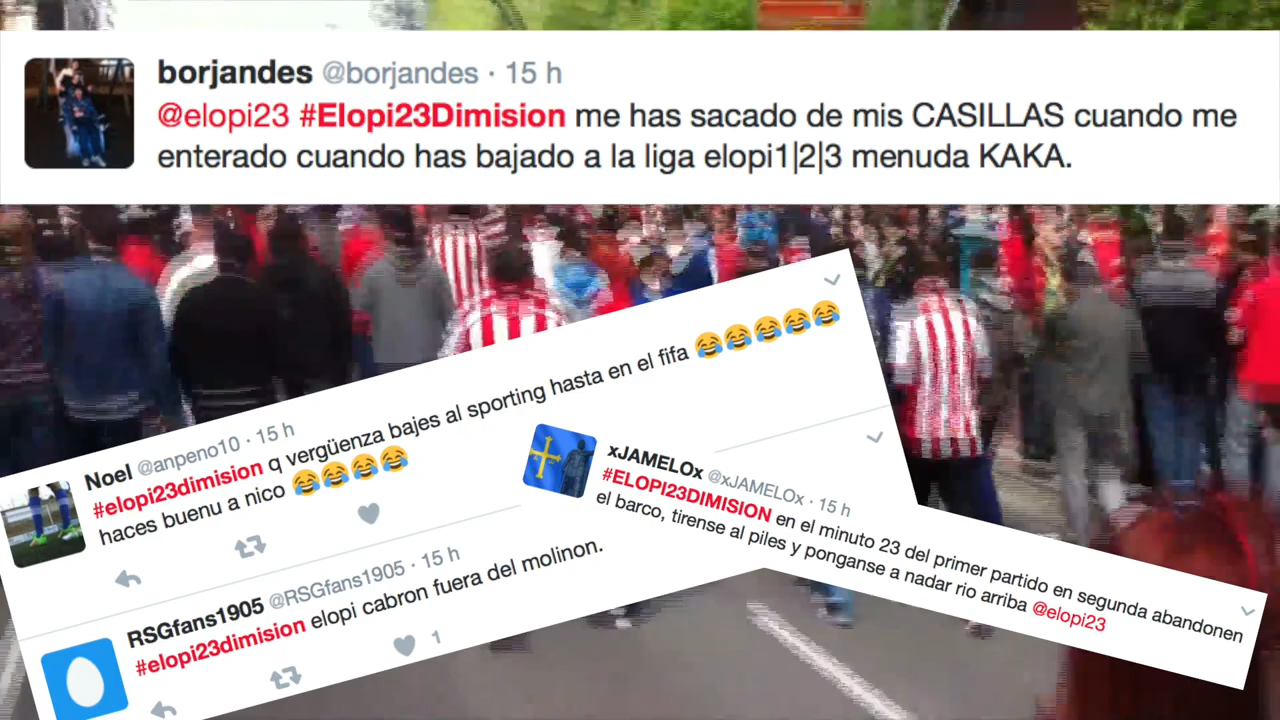 borjandes @borjandes · 15 h
@elopi23 #Elopi23Dimision me has sacado de mis CASILLAS cuando me
enterado cuando has bajado a la liga elopi1|2|3 menuda KAKA.
Noel @anpeno10 · 15 h
#elopi23dimision q vergüenza bajes al sporting hasta en el fifa 😂😂😂😂😂
haces buenu a nico 😂😂😂😂
RSGfans1905 @RSGfans1905 · 15 h
#elopi23dimision elopi cabron fuera del molinon.
1
xJAMELOx @xJAMELOx · 15 h
#ELOPI23DIMISION en el minuto 23 del primer partido en segunda abandonen
el barco, tirense al piles y ponganse a nadar rio arriba @elopi23